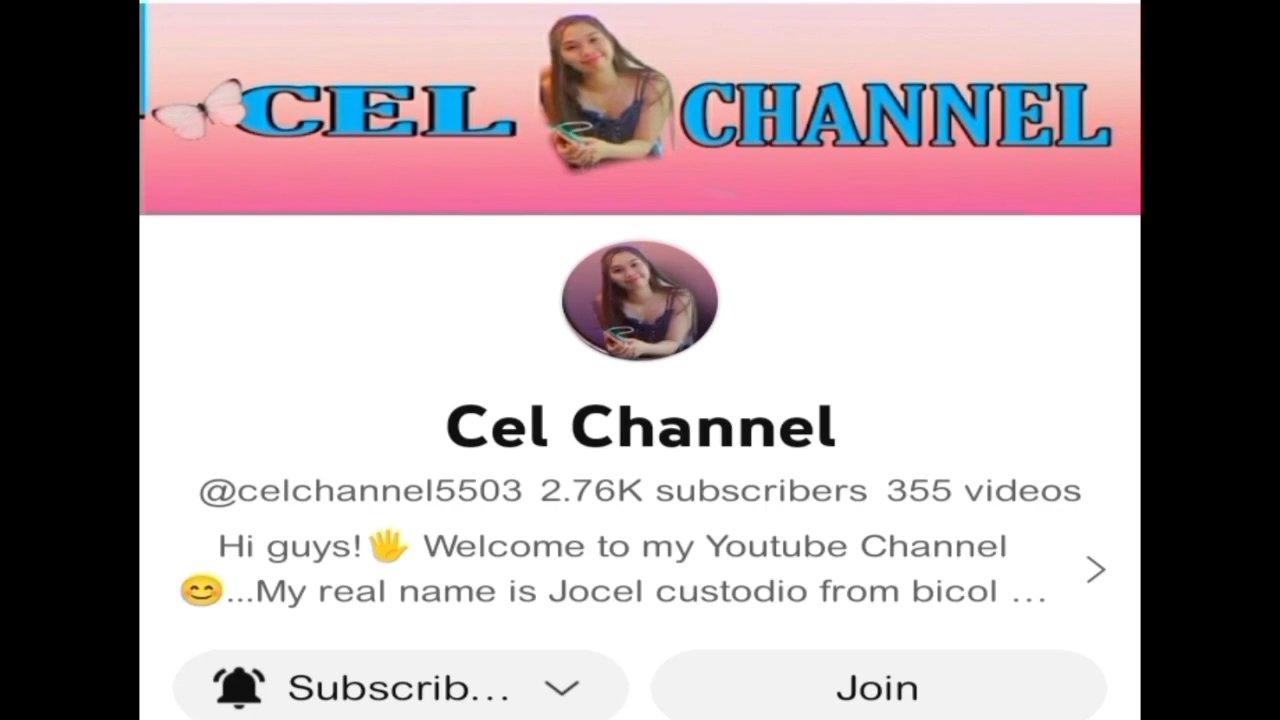 CEL CHANNEL
Cel Channel
@celchannel5503 2.76K subscribers 355 videos
Hi guys!🖐 Welcome to my Youtube Channel
😊...My real name is Jocel custodio from bicol ...
Subscrib... Join